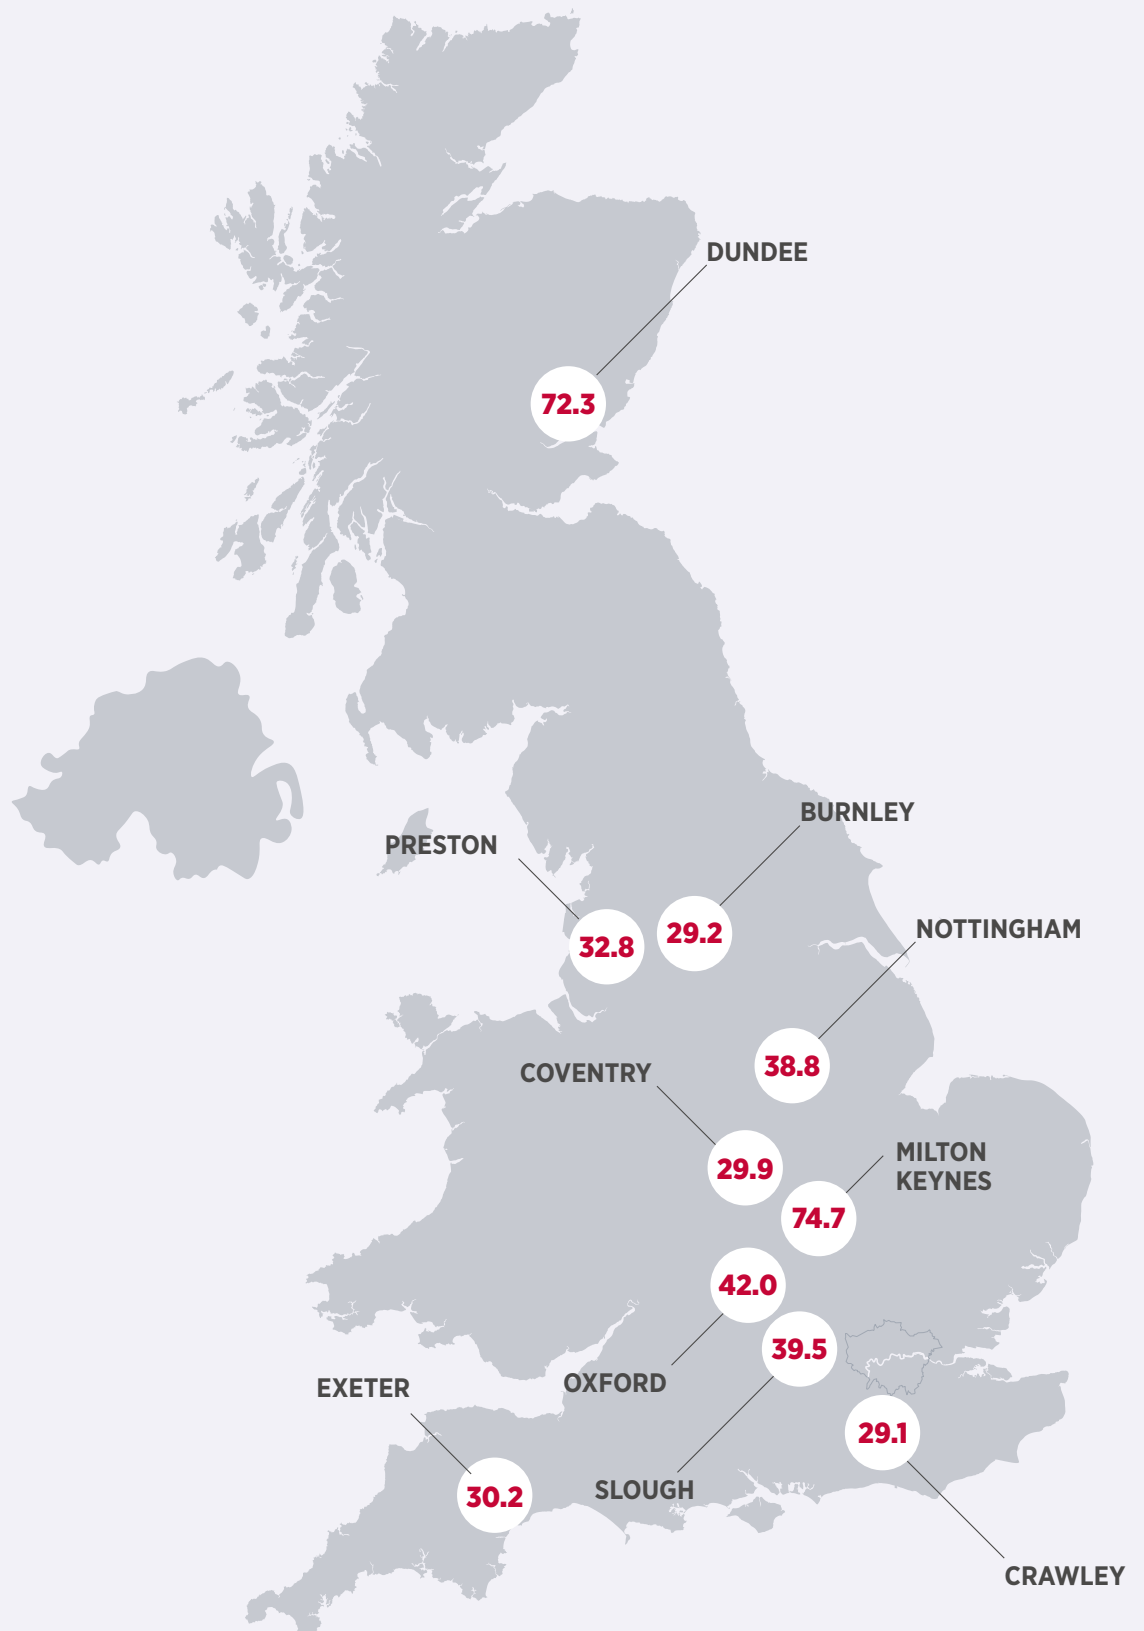 DUNDEE
72.3
BURNLEY
PRESTON
29.2
32.8
NOTTINGHAM
38.8
COVENTRY
MILTON
KEYNES
29.9
74.7
42.0
39.5
OXFORD
EXETER
29.1
SLOUGH
30.2
CRAWLEY